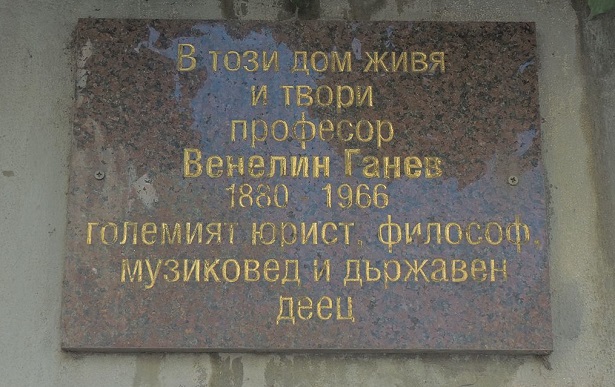 В този дом живя
и твори
професор
Венелин Ганев
1880 1966
големият юрист, философ,
музиковед и държавен
деец